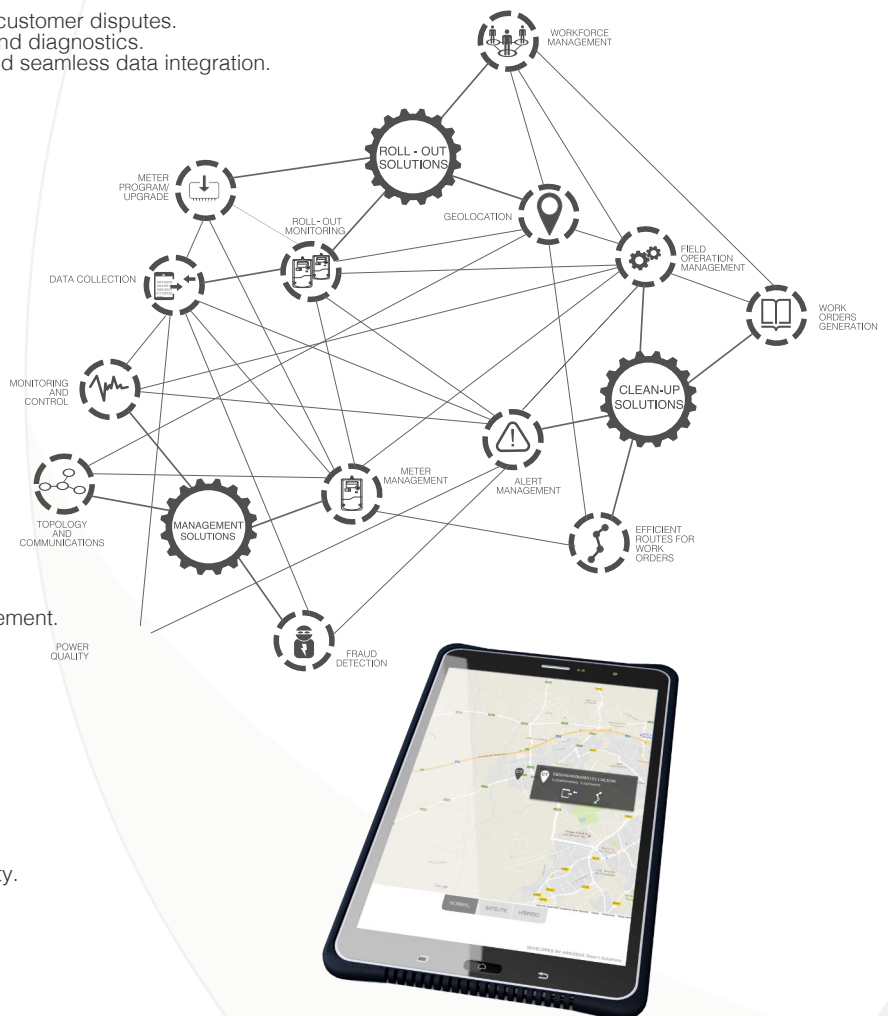 customer disputes.
nd diagnostics.
d seamless data integration.
WORKFORCE
MANAGEMENT
ROLL - OUT
SOLUTIONS
METER
PROGRAM/
UPGRADE
GEOLOCATION
ROLL- OUT
MONITORING
FIELD
OPERATION
MANAGEMENT
DATA COLLECTION
WORK
ORDERS
GENERATION
MONITORING
AND
CONTROL
CLEAN-UP
SOLUTIONS
METER
MANAGEMENT
ALERT
MANAGEMENT
TOPOLOGY
AND
COMMUNICATIONS
MANAGEMENT
SOLUTIONS
EFFICIENT
ROUTES FOR
WORK
ORDERS
ement.
POWER
QUALITY
FRAUD
DETECTION
ty.
NORMAL SATÉLITE HÍBRIDO